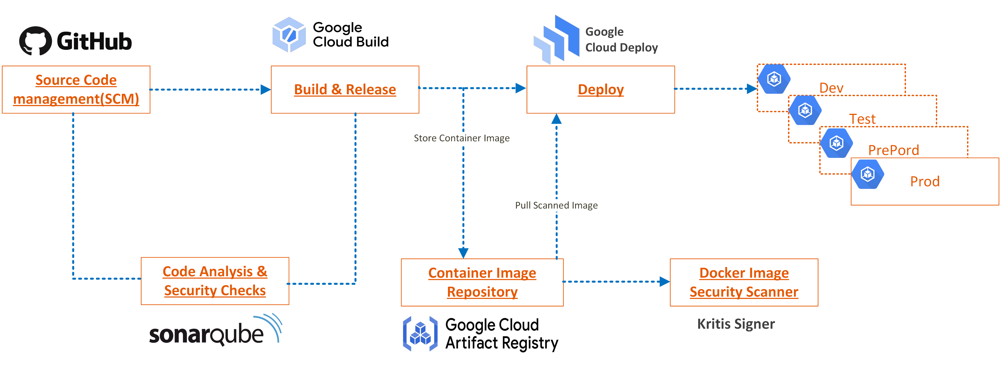 GitHub
Google
Cloud Build
Google
Cloud Deploy
Source Code
management(SCM)
Build & Release
Deploy
Dev
Test
PrePord
Prod
Store Container Image
Pull Scanned Image
Code Analysis &
Security Checks
Container Image
Repository
Docker Image
Security Scanner
sonarqube
Google Cloud
Artifact Registry
Kritis Signer